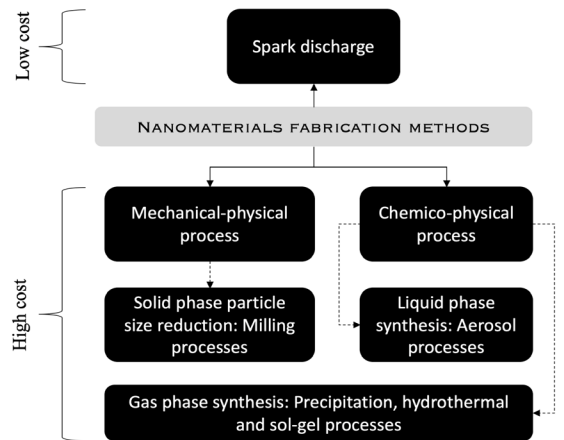 Low cost
Spark discharge
NANOMATERIALS FABRICATION METHODS
High cost
Mechanical-physical
process
Chemico-physical
process
Solid phase particle
size reduction: Milling
processes
Liquid phase
synthesis: Aerosol
processes
Gas phase synthesis: Precipitation, hydrothermal
and sol-gel processes